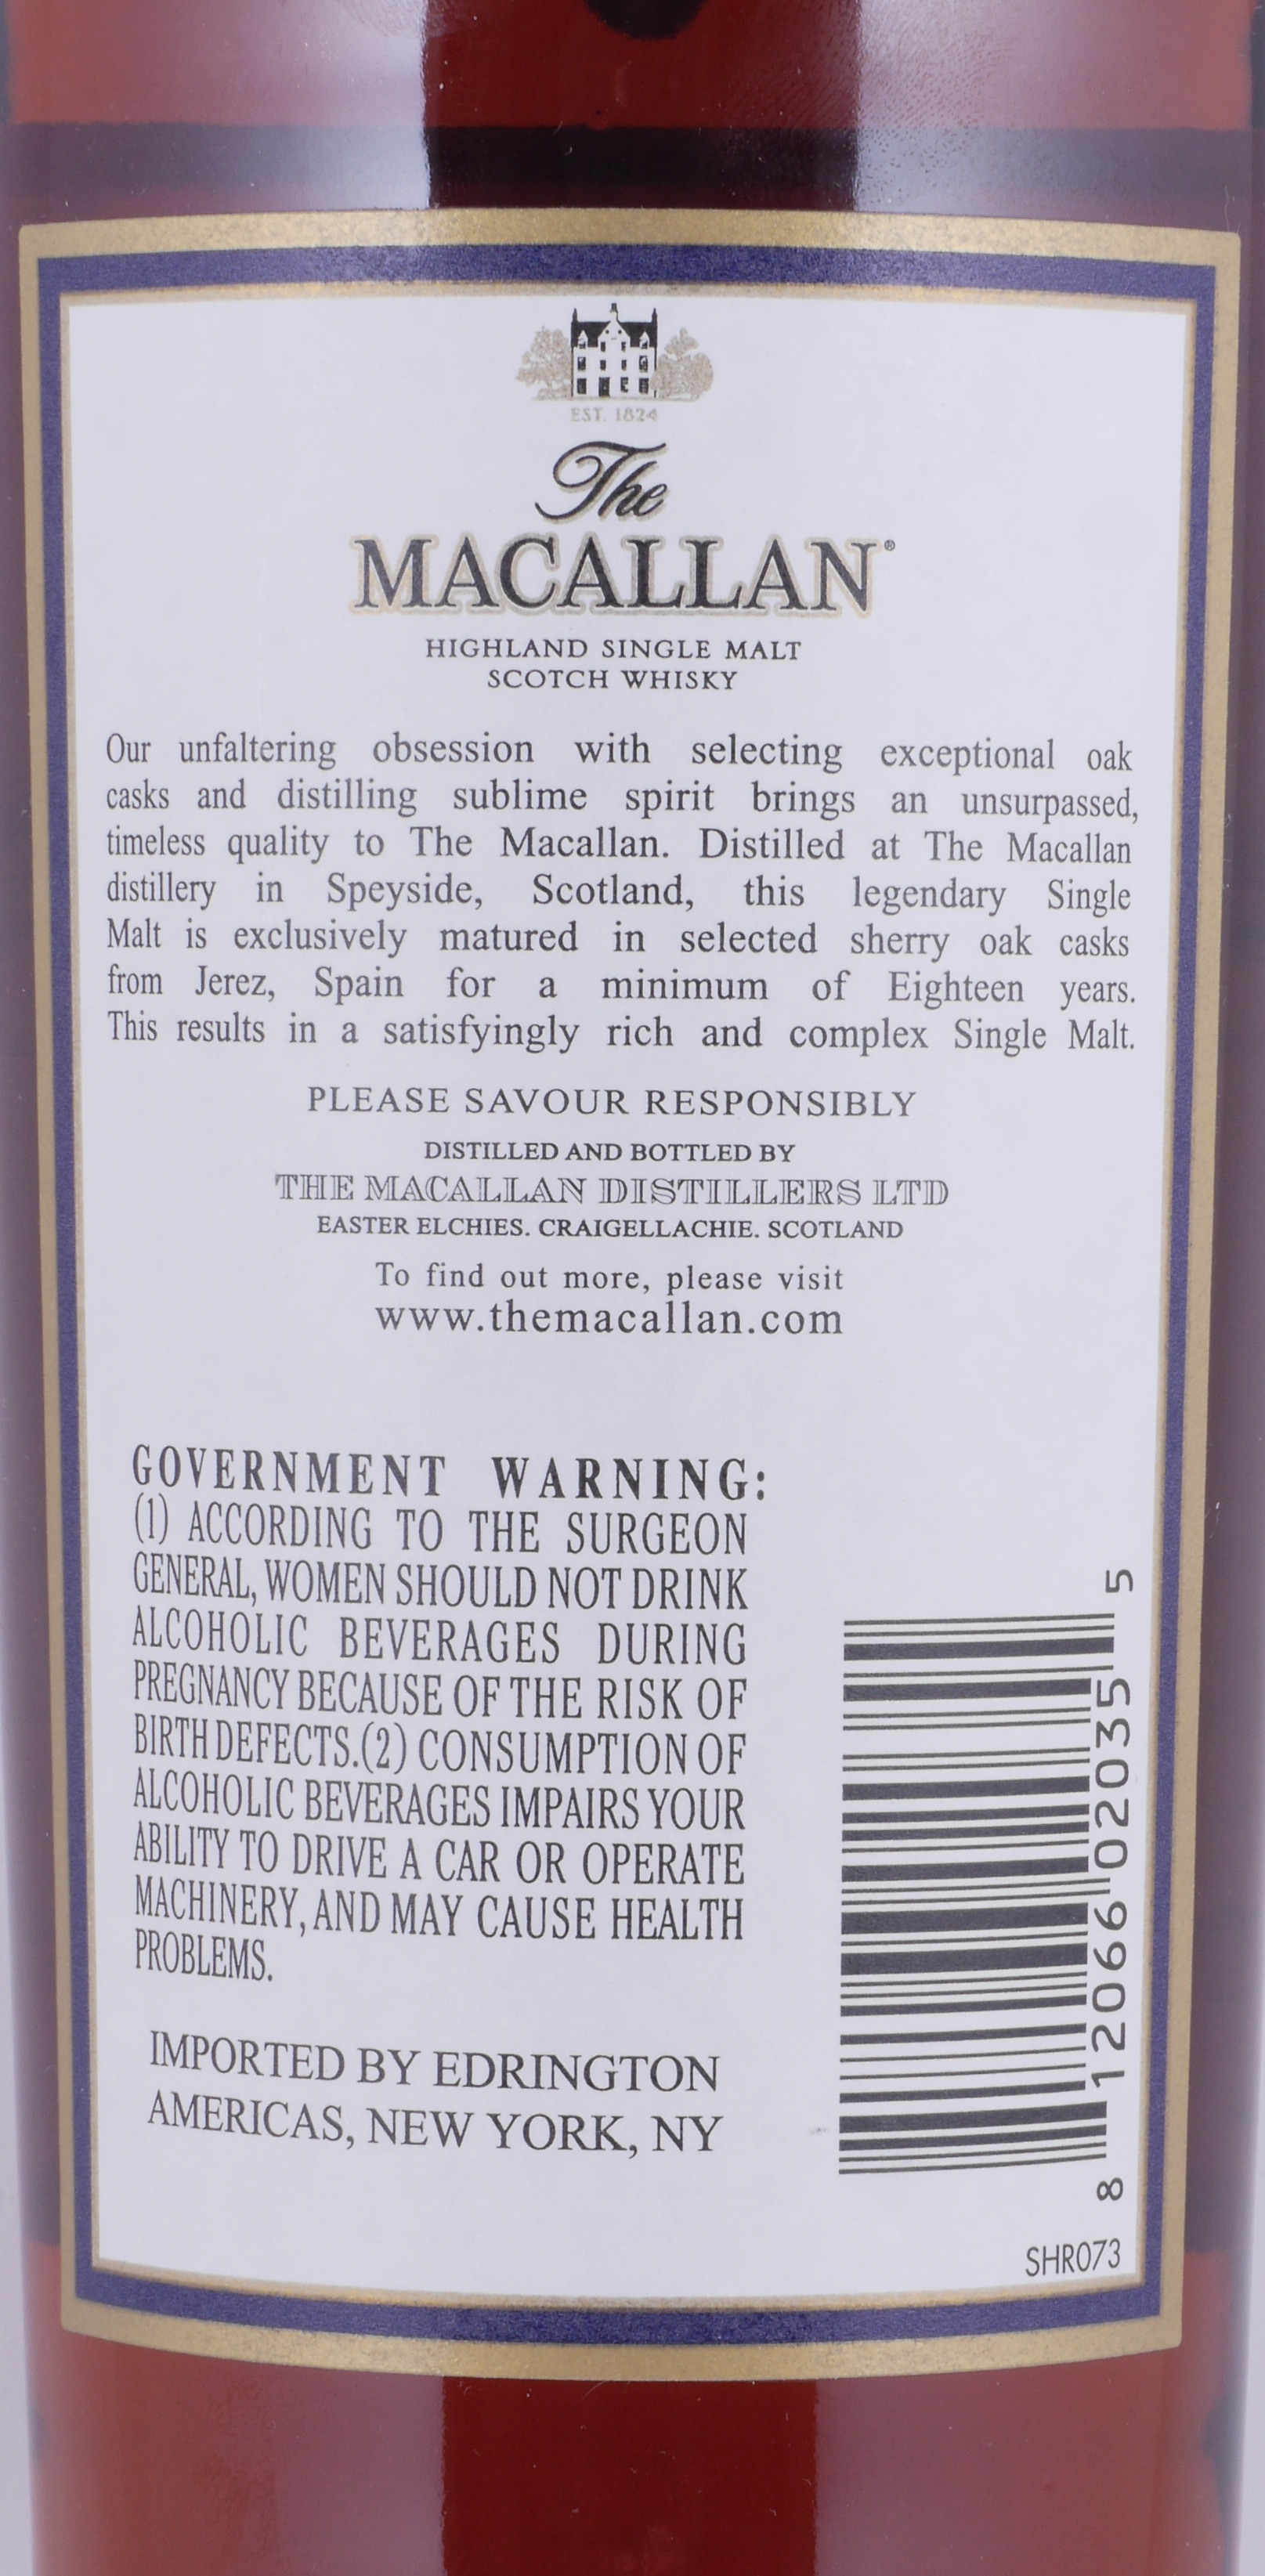 EST. 1824
The
MACALLAN®
HIGHLAND SINGLE MALT
SCOTCH WHISKY
Our unfaltering obsession with selecting exceptional oak
casks and distilling sublime spirit brings an unsurpassed,
timeless quality to The Macallan. Distilled at The Macallan
distillery in Speyside, Scotland, this legendary Single
Malt is exclusively matured in selected sherry oak casks
from Jerez, Spain for a minimum of Eighteen years.
This results in a satisfyingly rich and complex Single Malt.
PLEASE SAVOUR RESPONSIBLY
DISTILLED AND BOTTLED BY
THE MACALLAN DISTILLERS LTD
EASTER ELCHIES. CRAIGELLACHIE. SCOTLAND
To find out more, please visit
www.themacallan.com
GOVERNMENT WARNING:
(1) ACCORDING TO THE SURGEON
GENERAL, WOMEN SHOULD NOT DRINK
ALCOHOLIC BEVERAGES DURING
PREGNANCY BECAUSE OF THE RISK OF
BIRTH DEFECTS.(2) CONSUMPTION OF
ALCOHOLIC BEVERAGES IMPAIRS YOUR
ABILITY TO DRIVE A CAR OR OPERATE
MACHINERY, AND MAY CAUSE HEALTH
PROBLEMS.
IMPORTED BY EDRINGTON
AMERICAS, NEW YORK, NY
8 12066 02035 5
SHR073